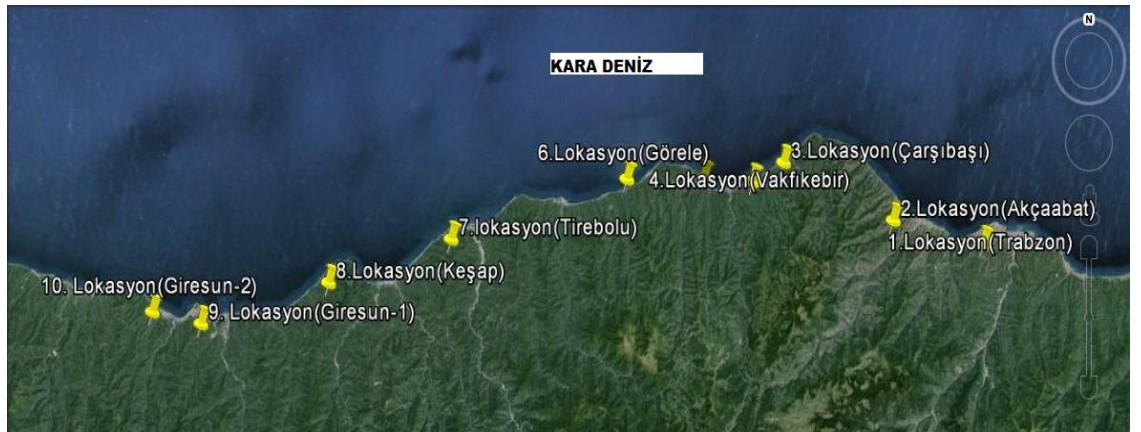 N
KARA DENİZ
6.Lokasyon(Görele)
3.Lokasyon(Çarşıbaşı)
4.Lokasyon(Vakfıkebir)
2.Lokasyon(Akçaabat)
1.Lokasyon(Trabzon)
7.lokasyon(Tirebolu)
8.Lokasyon(Keşap)
10. Lokasyon(Giresun-2)
9. Lokasyon(Giresun-1)